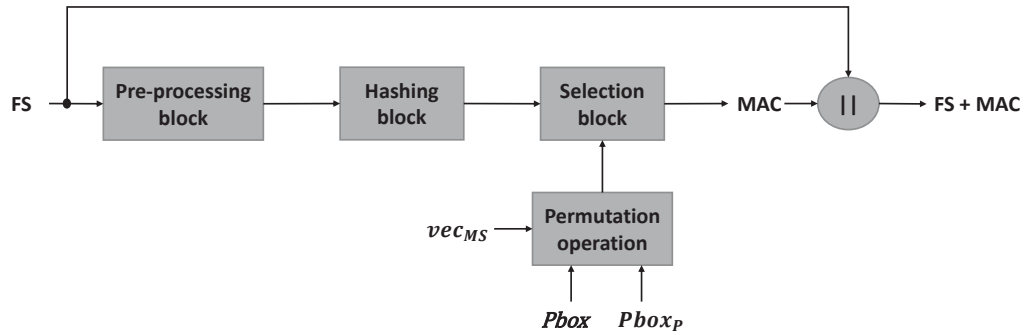 FS
Pre-processing
block
Hashing
block
Selection
block
MAC
||
FS + MAC
Permutation
operation
vec_MS
Pbox
Pbox_P